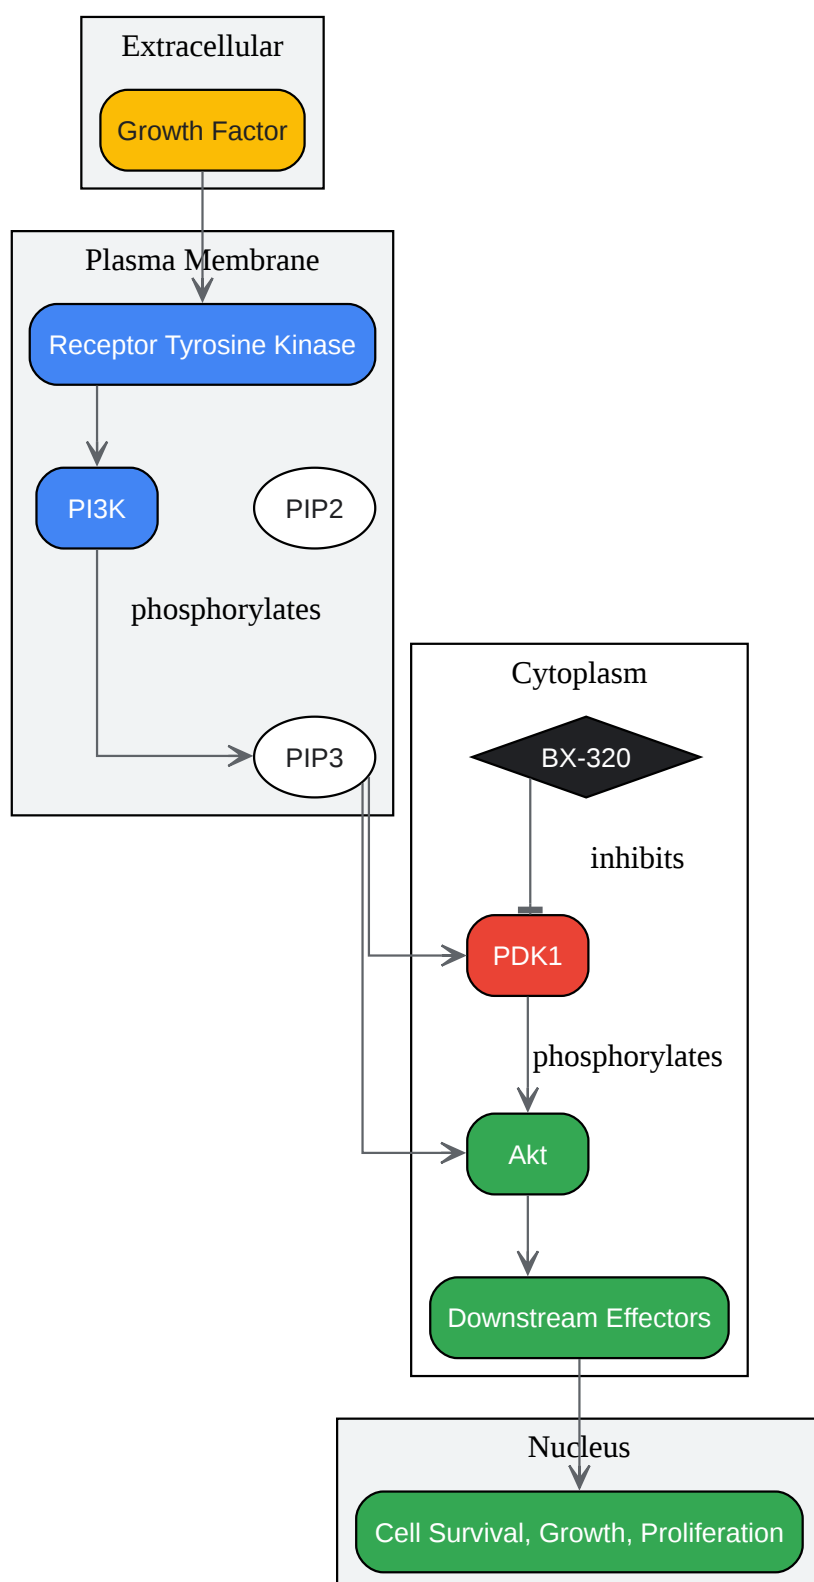 Extracellular
Growth Factor
Plasma Membrane
Receptor Tyrosine Kinase
PI3K
PIP2
phosphorylates
PIP3
Cytoplasm
BX-320
inhibits
PDK1
phosphorylates
Akt
Downstream Effectors
Nucleus
Cell Survival, Growth, Proliferation